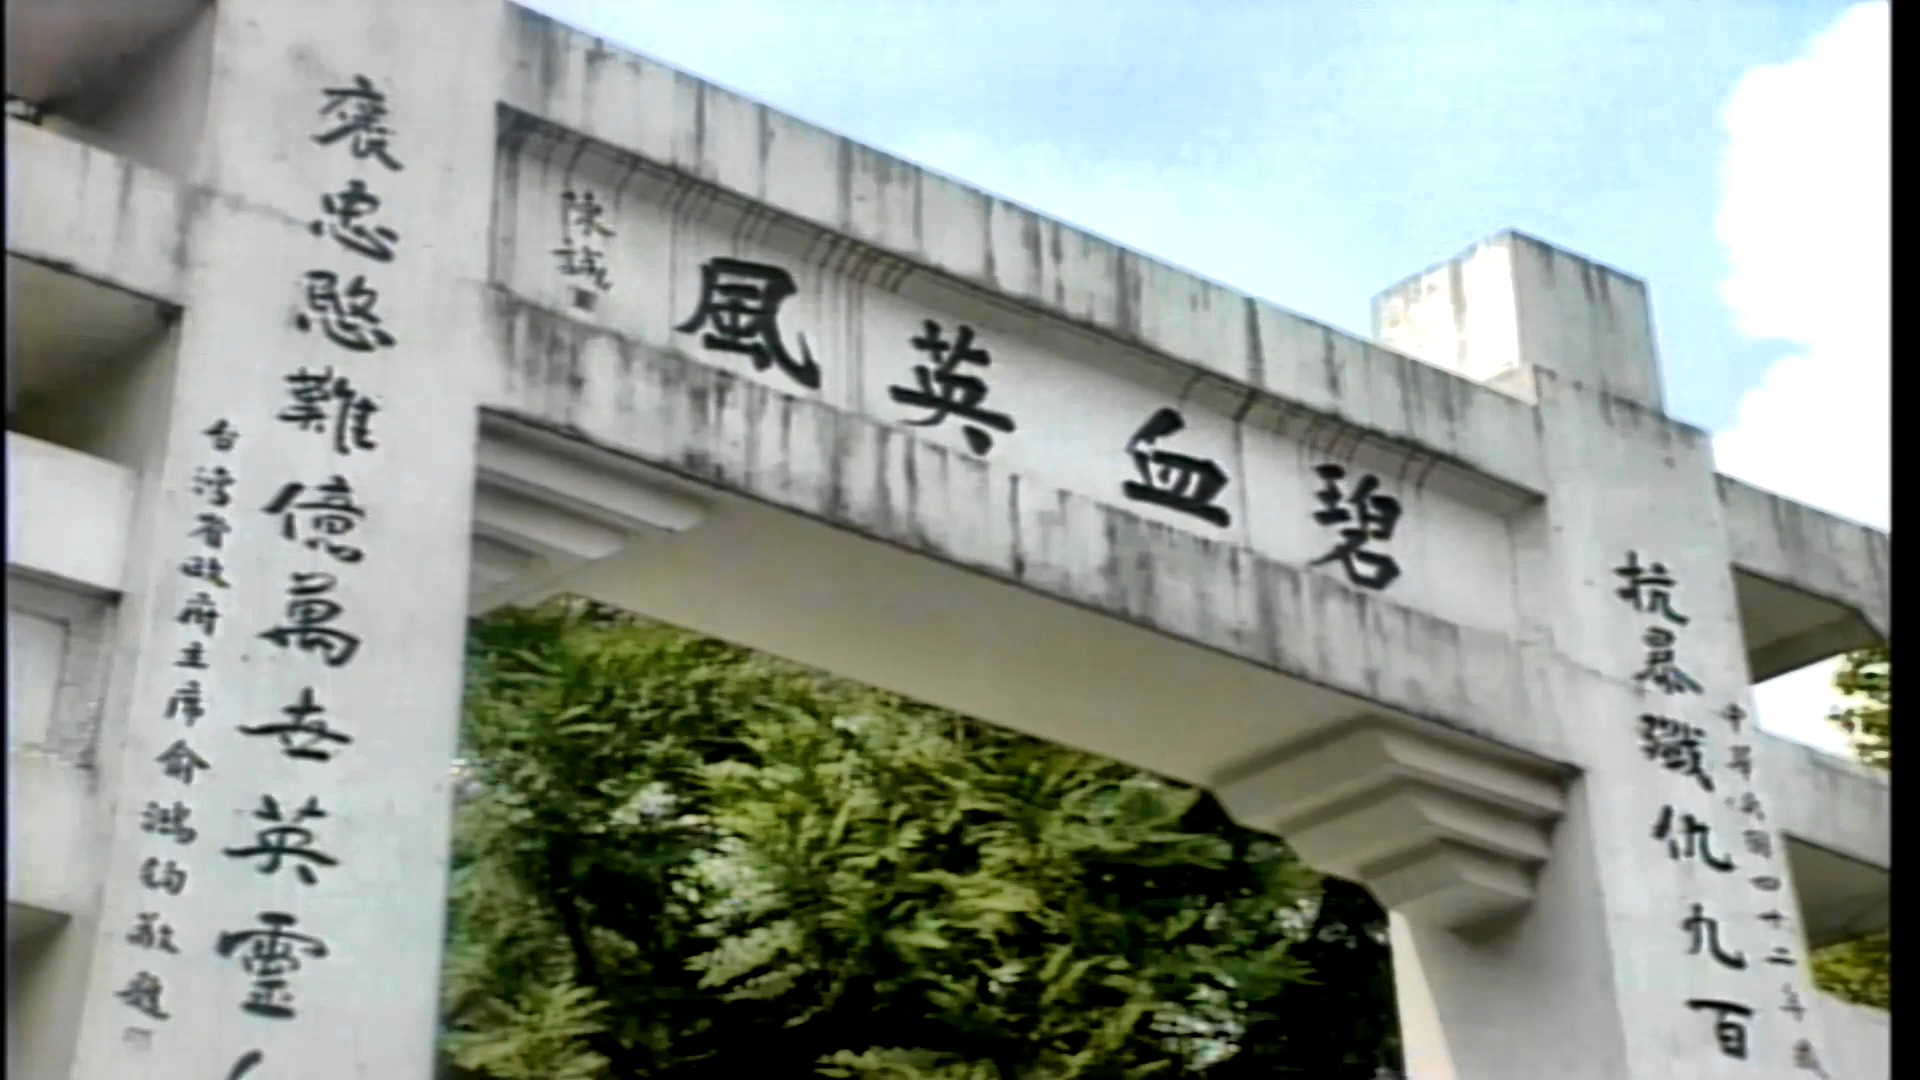 碧血英風
陳誠
抗暴殲仇九百
中華民國四十二年
褒忠愍難億萬世英靈
台灣省政府主席俞鴻鈞敬題